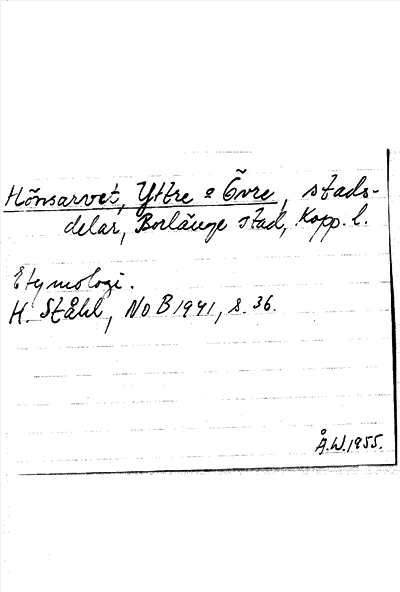 Hönsarvet, Yttre o Övre, stads-
delar, Borlänge stad, Kopp. l.
Etymologi.
H. Ståhl, NoB 1941, s. 36.
Å.W. 1955.